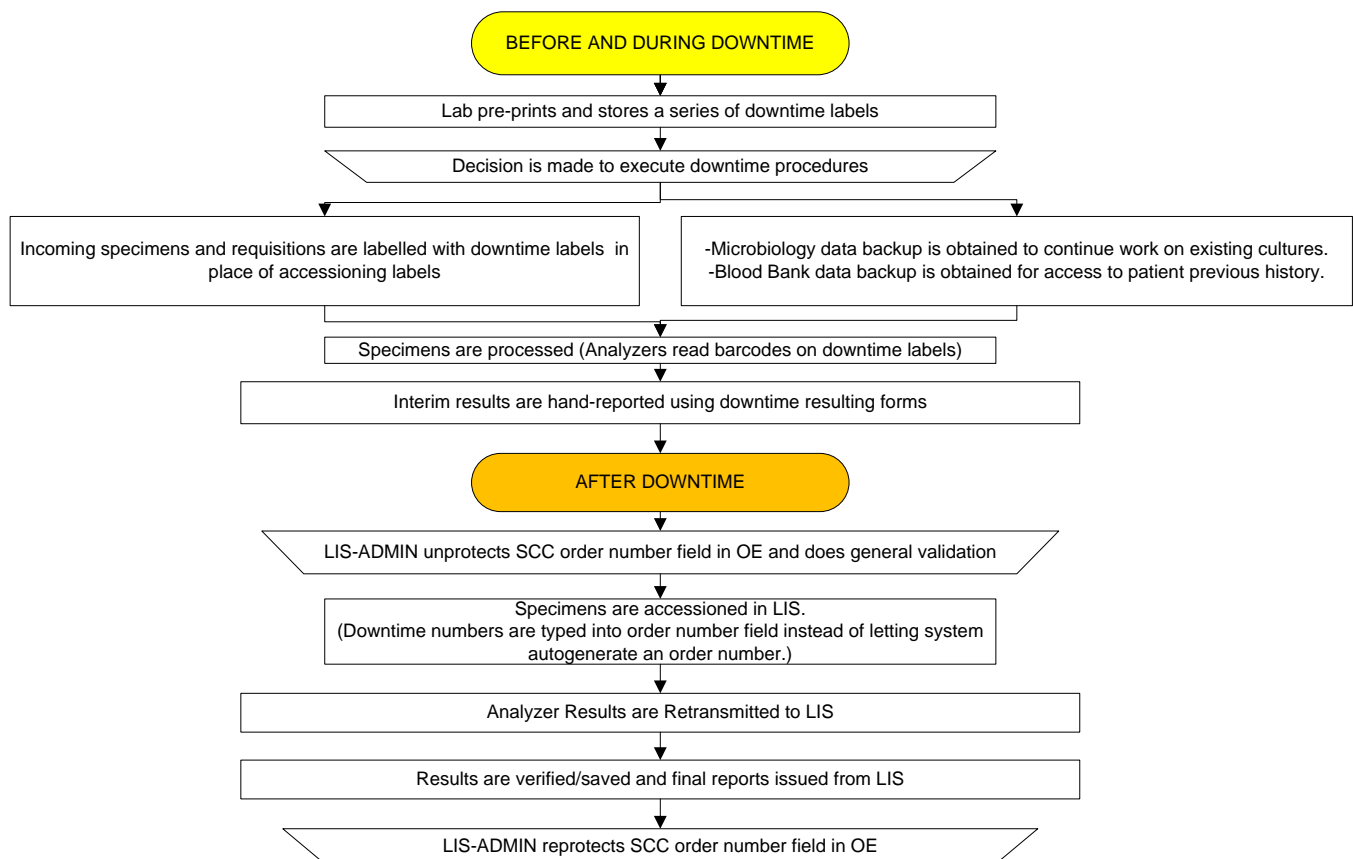 BEFORE AND DURING DOWNTIME
Lab pre-prints and stores a series of downtime labels
Decision is made to execute downtime procedures
Incoming specimens and requisitions are labelled with downtime labels in
place of accessioning labels
-Microbiology data backup is obtained to continue work on existing cultures.
-Blood Bank data backup is obtained for access to patient previous history.
Specimens are processed (Analyzers read barcodes on downtime labels)
Interim results are hand-reported using downtime resulting forms
AFTER DOWNTIME
LIS-ADMIN unprotects SCC order number field in OE and does general validation
Specimens are accessioned in LIS.
(Downtime numbers are typed into order number field instead of letting system
autogenerate an order number.)
Analyzer Results are Retransmitted to LIS
Results are verified/saved and final reports issued from LIS
LIS-ADMIN reprotects SCC order number field in OE